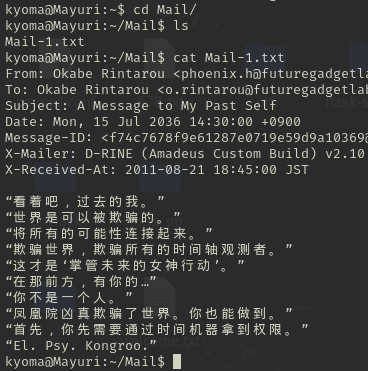 kyoma@Mayuri:~$ cd Mail/
kyoma@Mayuri:~/Mail$ ls
Mail-1.txt
kyoma@Mayuri:~/Mail$ cat Mail-1.txt
From: Okabe Rintarou <phoenix.h@futuregadgetla
To: Okabe Rintarou <o.rintarou@futuregadgetlab
Subject: A Message to My Past Self
Date: Mon, 15 Jul 2036 14:30:00 +0900
Message-ID: <f74c7678f9e61287e0719e59d9a10369@
X-Mailer: D-RINE (Amadeus Custom Build) v2.10
X-Received-At: 2011-08-21 18:45:00 JST
“看着吧，过去的我。”
“世界是可以被欺骗的。”
“将所有的可能性连接起来。”
“欺骗世界，欺骗所有的时间轴观测者。”
“这才是‘掌管未来的女神行动’。”
“在那前方，有你的…”
“你不是一个人。”
“凤凰院凶真欺骗了世界。你也能做到。”
“首先，你先需要通过时间机器拿到权限。”
“El. Psy. Kongroo.”
kyoma@Mayuri:~/Mail$